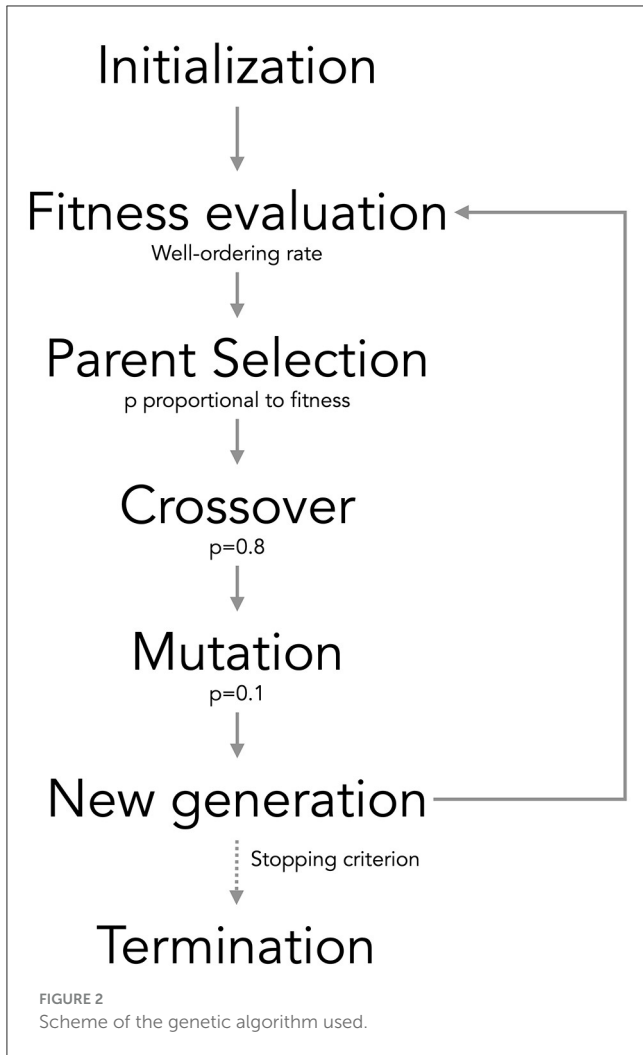 Initialization
Fitness evaluation
Well-ordering rate
Parent Selection
p proportional to fitness
Crossover
p=0.8
Mutation
p=0.1
New generation
Stopping criterion
Termination
FIGURE 2
Scheme of the genetic algorithm used.